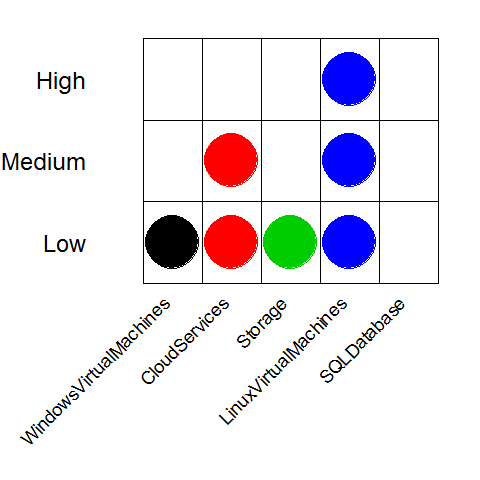 High
Medium
Low
WindowsVirtualMachines
CloudServices
Storage
LinuxVirtualMachines
SQLDatabase